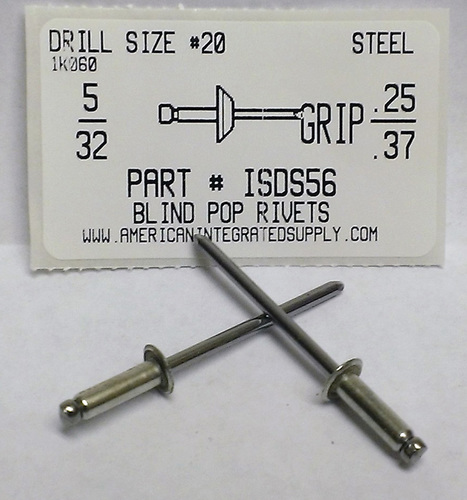 DRILL SIZE #20 STEEL
1K060
5/32 GRIP .25/.37
PART # ISDS56
BLIND POP RIVETS
WWW.AMERICANINTEGRATEDSUPPLY.COM